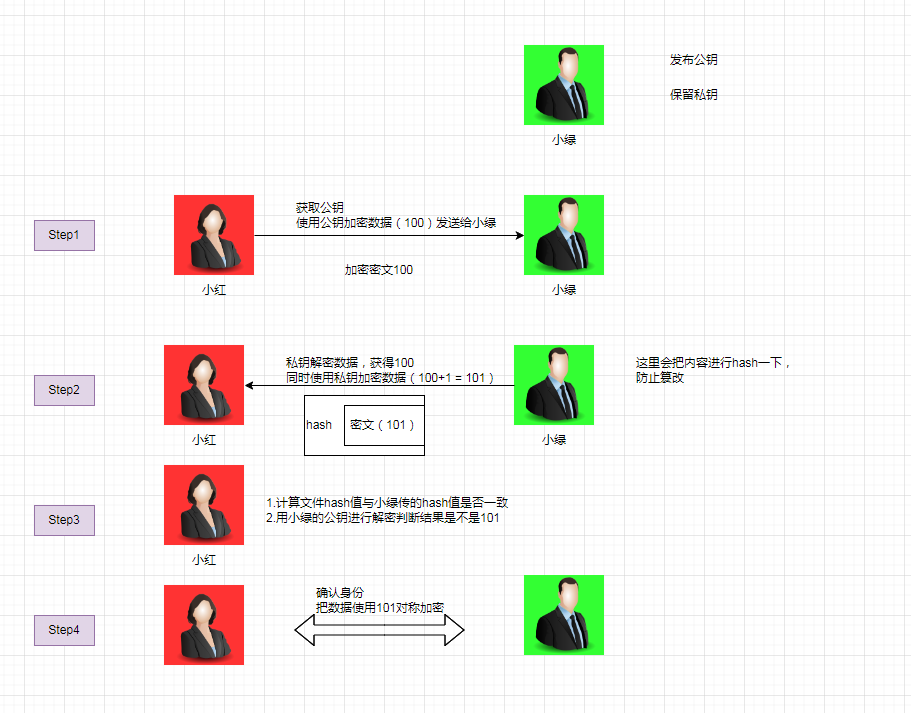 发布公钥
保留私钥
小绿
Step1
获取公钥
使用公钥加密数据（100）发送给小绿
加密密文100
小红
小绿
Step2
私钥解密数据，获得100
同时使用私钥加密数据（100+1 = 101）
这里会把内容进行hash一下，
防止篡改
hash
密文（101）
小红
小绿
Step3
1.计算文件hash值与小绿传的hash值是否一致
2.用小绿的公钥进行解密判断结果是不是101
小红
Step4
确认身份
把数据使用101对称加密